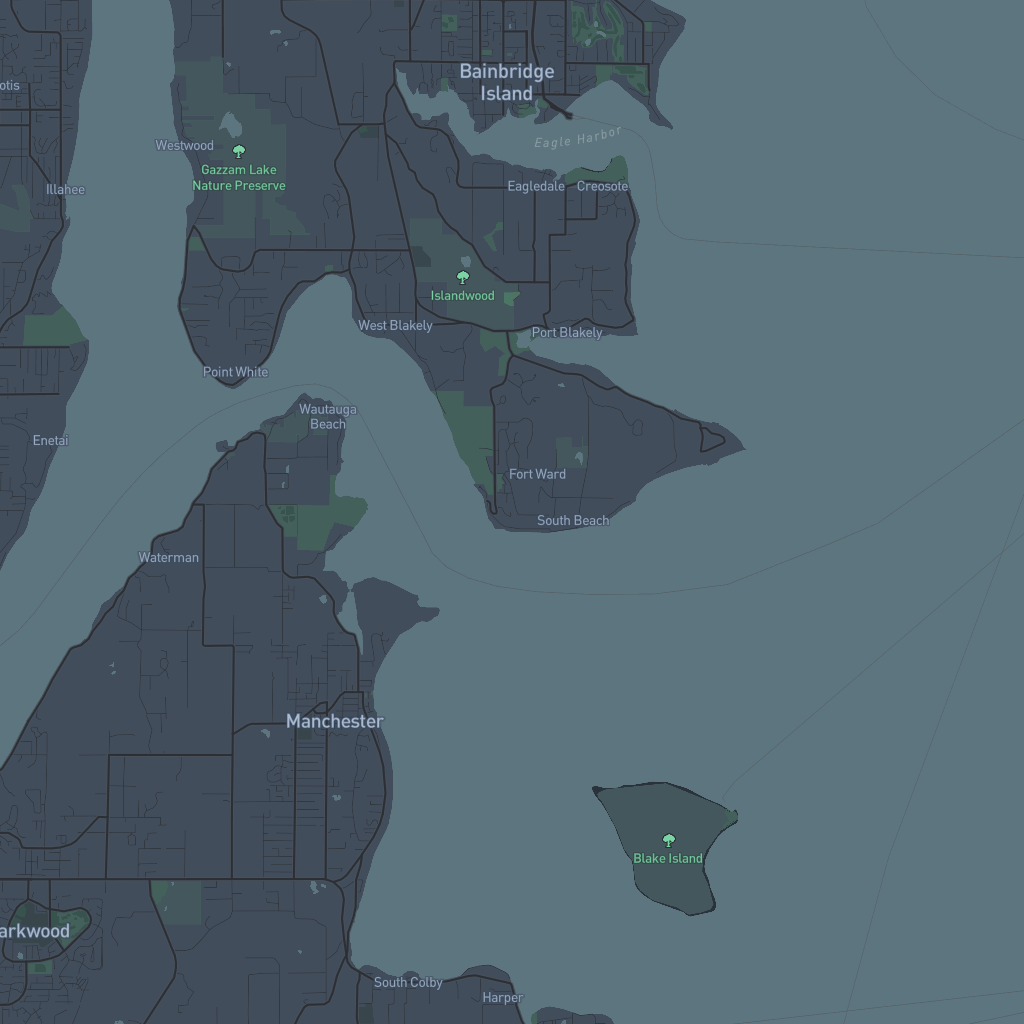 Bainbridge
Island
otis
Eagle Harbor
Westwood
Gazzam Lake
Nature Preserve
Illahee
Eagledale
Creosote
Islandwood
West Blakely
Port Blakely
Point White
Wautauga
Beach
Enetai
Fort Ward
South Beach
Waterman
Manchester
Blake Island
arkwood
South Colby
Harper